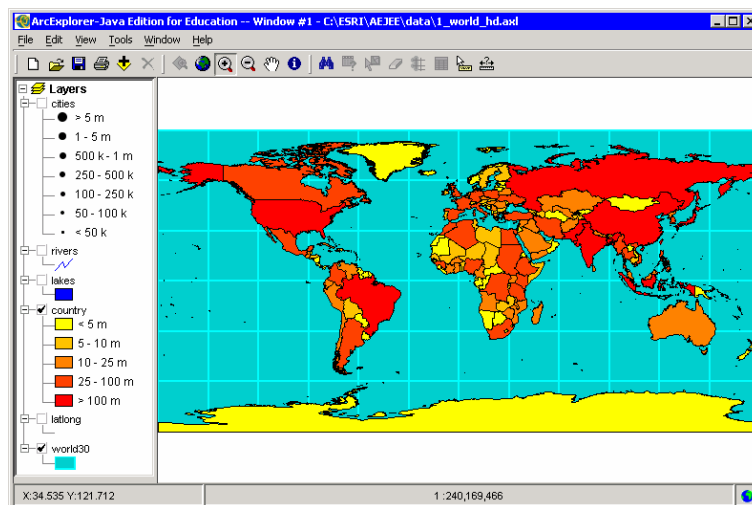 ArcExplorer-Java Edition for Education -- Window #1 - C:\ESRI\AEJEE\data\1_world_hd.axl
File Edit View Tools Window Help
Layers
cities
> 5 m
1 - 5 m
500 k - 1 m
250 - 500 k
100 - 250 k
50 - 100 k
< 50 k
rivers
lakes
country
< 5 m
5 - 10 m
10 - 25 m
25 - 100 m
> 100 m
latlong
world30
X:34.535 Y:121.712
1 :240,169,466